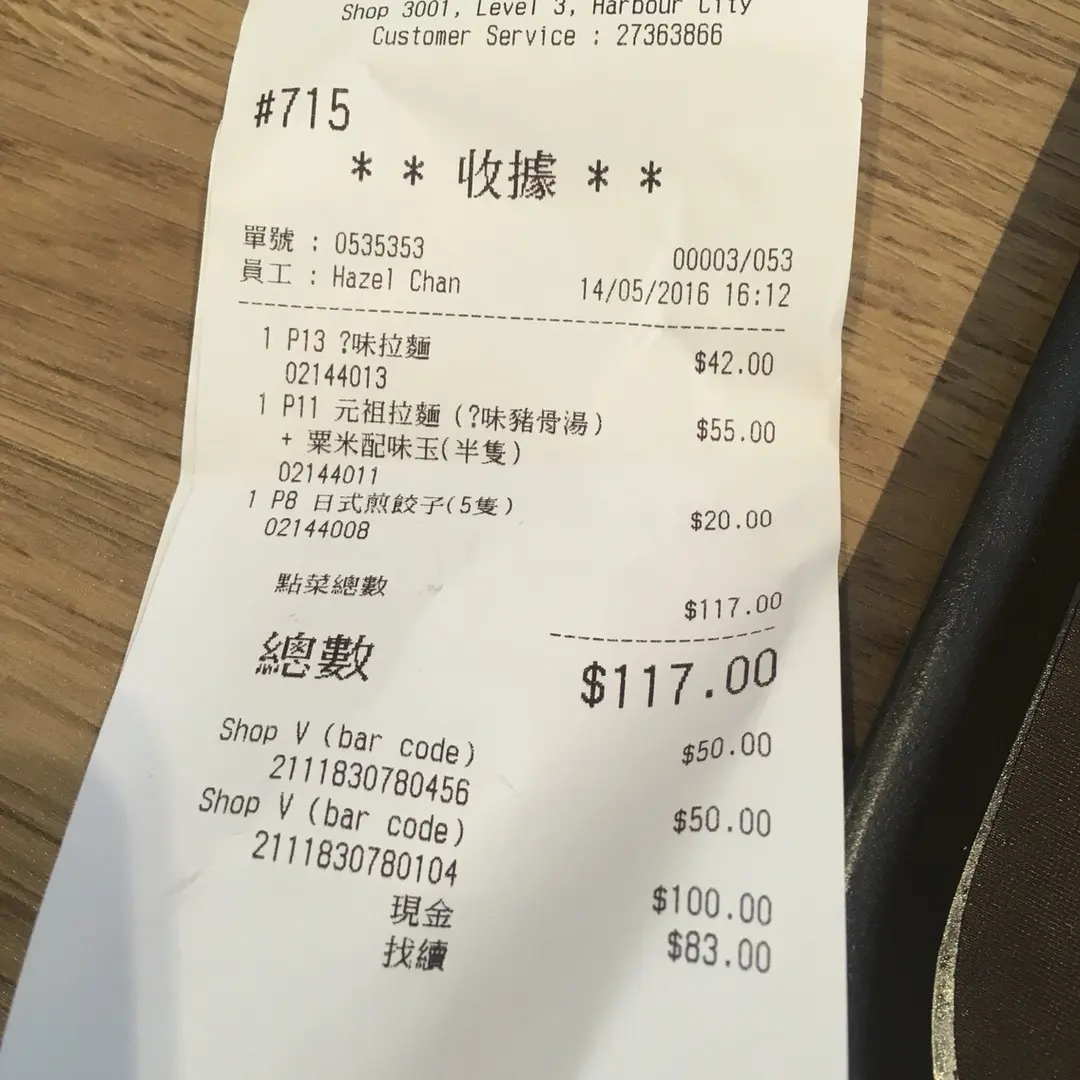 Shop 3001, Level 3, Harbour City
Customer Service : 27363866
#715
* * 收據 * *
單號 : 0535353 00003/053
員工 : Hazel Chan 14/05/2016 16:12
1 P13 ?味拉麵 $42.00
02144013
1 P11 元祖拉麵 (?味豬骨湯) $55.00
+ 粟米配味玉(半隻)
02144011
1 P8 日式煎餃子(5隻) $20.00
02144008
點菜總數 $117.00
總數 $117.00
Shop V (bar code) $50.00
2111830780456
Shop V (bar code) $50.00
2111830780104
現金 $100.00
找續 $83.00